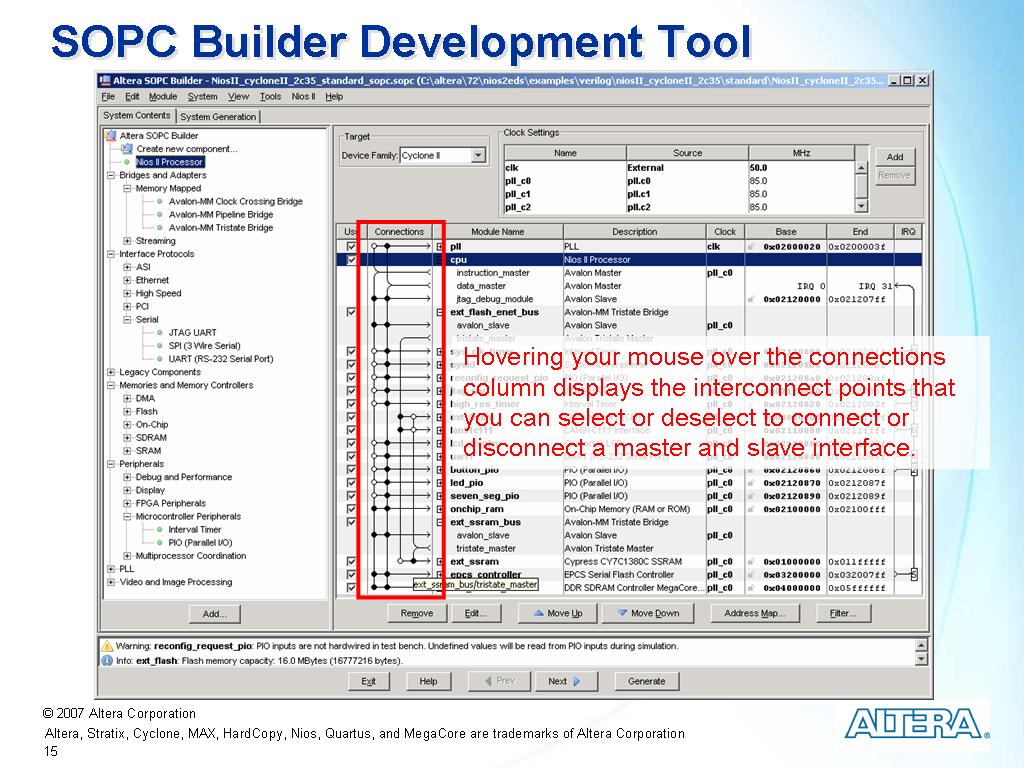 SOPC Builder Development Tool
Altera SOPC Builder - NiosII_cycloneII_2c35_standard_sopc.sopc (C:\altera\72\nios2eds\examples\verilog\niosII_cycloneII_2c35\standard\NiosII_cycloneII_2c35...
File Edit Module System View Tools Nios II Help
System Contents System Generation
Altera SOPC Builder
Create new component...
Nios II Processor
Bridges and Adapters
Memory Mapped
Avalon-MM Clock Crossing Bridge
Avalon-MM Pipeline Bridge
Avalon-MM Tristate Bridge
Streaming
Interface Protocols
ASI
Ethernet
High Speed
PCI
Serial
JTAG UART
SPI (3 Wire Serial)
UART (RS-232 Serial Port)
Legacy Components
Memories and Memory Controllers
DMA
Flash
On-Chip
SDRAM
SRAM
Peripherals
Debug and Performance
Display
FPGA Peripherals
Microcontroller Peripherals
Interval Timer
PIO (Parallel I/O)
Multiprocessor Coordination
PLL
Video and Image Processing
Add...
Target
Device Family: Cyclone II
Clock Settings
Name Source MHz
clk External 50.0
pll_c0 pll.c0 85.0
pll_c1 pll.c1 85.0
pll_c2 pll.c2 85.0
Add
Remove
Use Connections Module Name Description Clock Base End IRQ
pll PLL clk 0x02000020 0x0200003f
cpu Nios II Processor
instruction_master Avalon Master pll_c0
data_master Avalon Master IRQ 0 IRQ 31
jtag_debug_module Avalon Slave 0x02120000 0x021207ff
ext_flash_enet_bus Avalon-MM Tristate Bridge
avalon_slave Avalon Slave pll_c0
tristate_master Avalon Tristate Master
Hovering your mouse over the connections
column displays the interconnect points that
you can select or deselect to connect or
disconnect a master and slave interface.
reconfig_request_pio PIO (Parallel I/O)
high_res_timer Interval Timer
button_pio PIO (Parallel I/O) pll_c0 0x02120860 0x0212086f
led_pio PIO (Parallel I/O) pll_c0 0x02120870 0x0212087f
seven_seg_pio PIO (Parallel I/O) pll_c0 0x02120890 0x0212089f
onchip_ram On-Chip Memory (RAM or ROM) pll_c0 0x02100000 0x02100fff
ext_ssram_bus Avalon-MM Tristate Bridge
avalon_slave Avalon Slave pll_c0
tristate_master Avalon Tristate Master
ext_ssram Cypress CY7C1380C SSRAM pll_c0 0x01000000 0x011fffff
epcs_controller EPCS Serial Flash Controller pll_c0 0x03200000 0x032007ff
ext_ssram_bus/tristate_master
DDR SDRAM Controller MegaCore... pll_c0 0x04000000 0x05ffffff
Remove Edit... Move Up Move Down Address Map... Filter...
Warning: reconfig_request_pio: PIO inputs are not hardwired in test bench. Undefined values will be read from PIO inputs during simulation.
Info: ext_flash: Flash memory capacity: 16.0 MBytes (16777216 bytes).
Exit Help Prev Next Generate
© 2007 Altera Corporation
Altera, Stratix, Cyclone, MAX, HardCopy, Nios, Quartus, and MegaCore are trademarks of Altera Corporation
15
ALTERA®